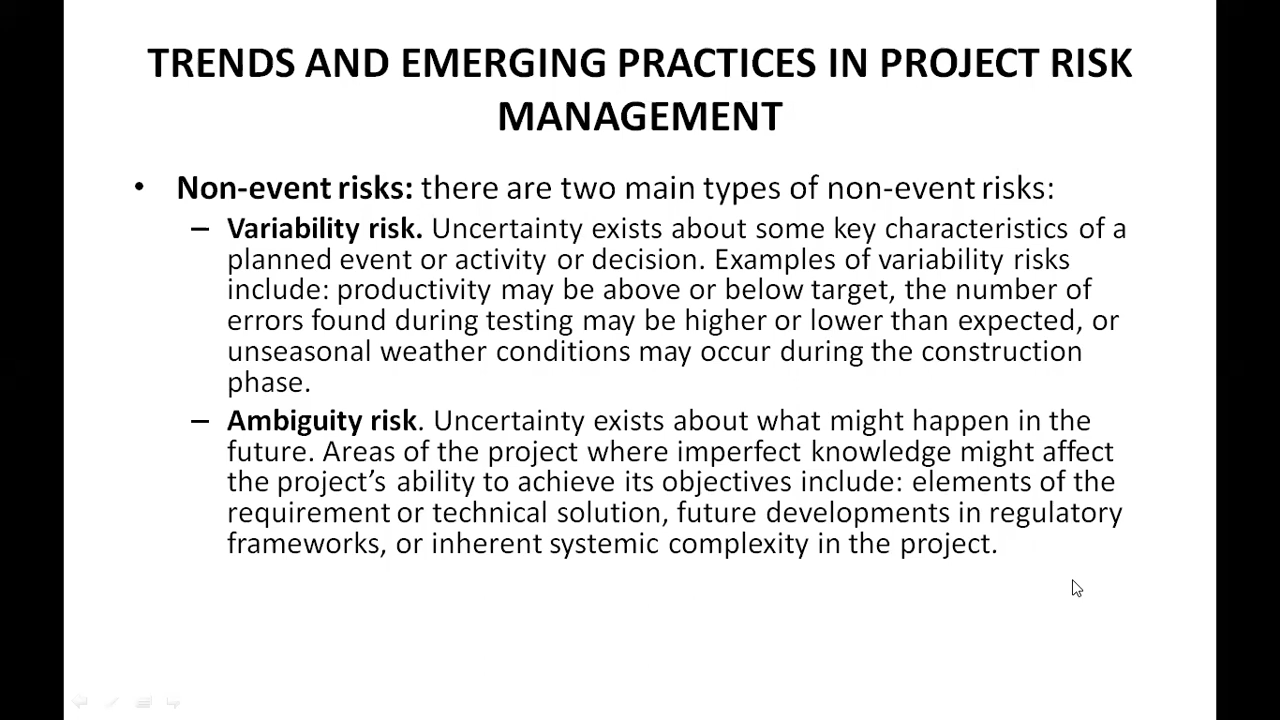 TRENDS AND EMERGING PRACTICES IN PROJECT RISK
MANAGEMENT
• Non-event risks: there are two main types of non-event risks:
– Variability risk. Uncertainty exists about some key characteristics of a
planned event or activity or decision. Examples of variability risks
include: productivity may be above or below target, the number of
errors found during testing may be higher or lower than expected, or
unseasonal weather conditions may occur during the construction
phase.
– Ambiguity risk. Uncertainty exists about what might happen in the
future. Areas of the project where imperfect knowledge might affect
the project’s ability to achieve its objectives include: elements of the
requirement or technical solution, future developments in regulatory
frameworks, or inherent systemic complexity in the project.